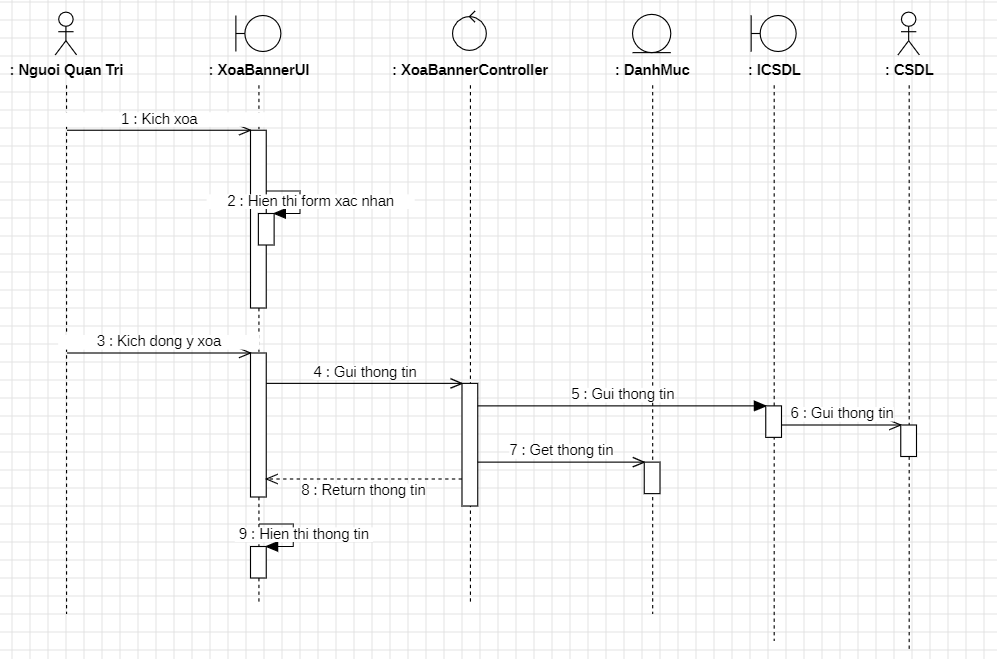 : Nguoi Quan Tri
: XoaBannerUI
: XoaBannerController
: DanhMuc
: ICSDL
: CSDL
1 : Kich xoa
2 : Hien thi form xac nhan
3 : Kich dong y xoa
4 : Gui thong tin
5 : Gui thong tin
6 : Gui thong tin
7 : Get thong tin
8 : Return thong tin
9 : Hien thi thong tin